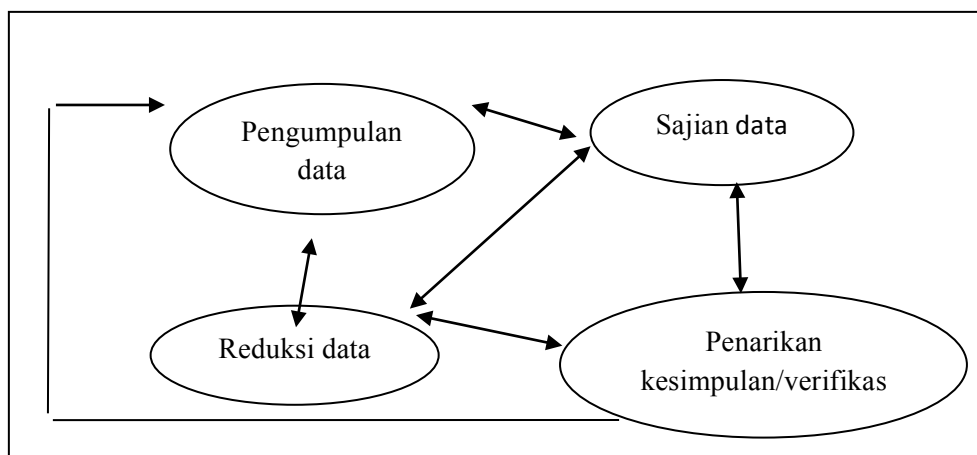 Pengumpulan
data
Sajian data
Reduksi data
Penarikan
kesimpulan/verifikas